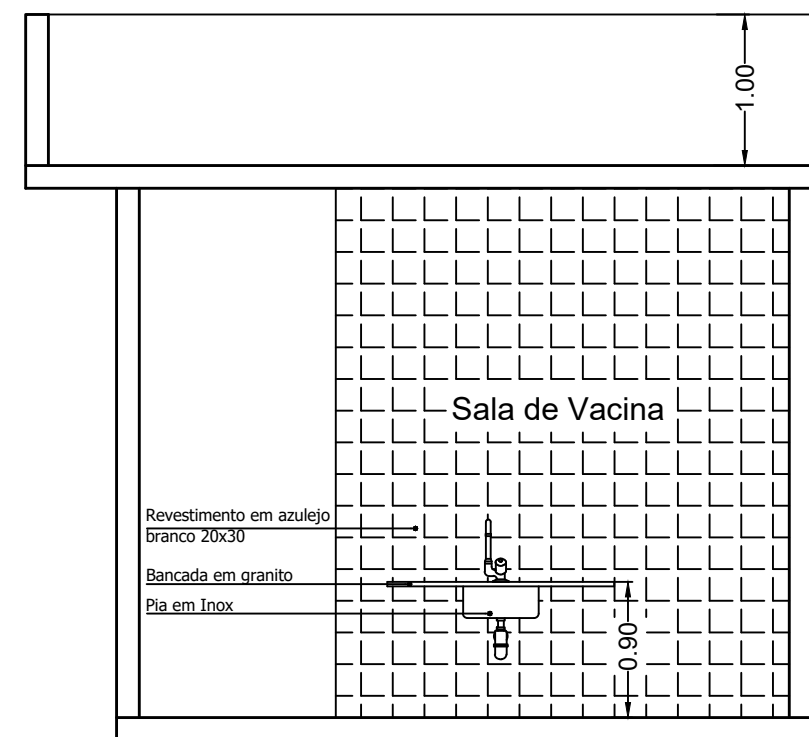 1.00
Sala de Vacina
Revestimento em azulejo
branco 20x30
Bancada em granito
Pia em Inox
0.90